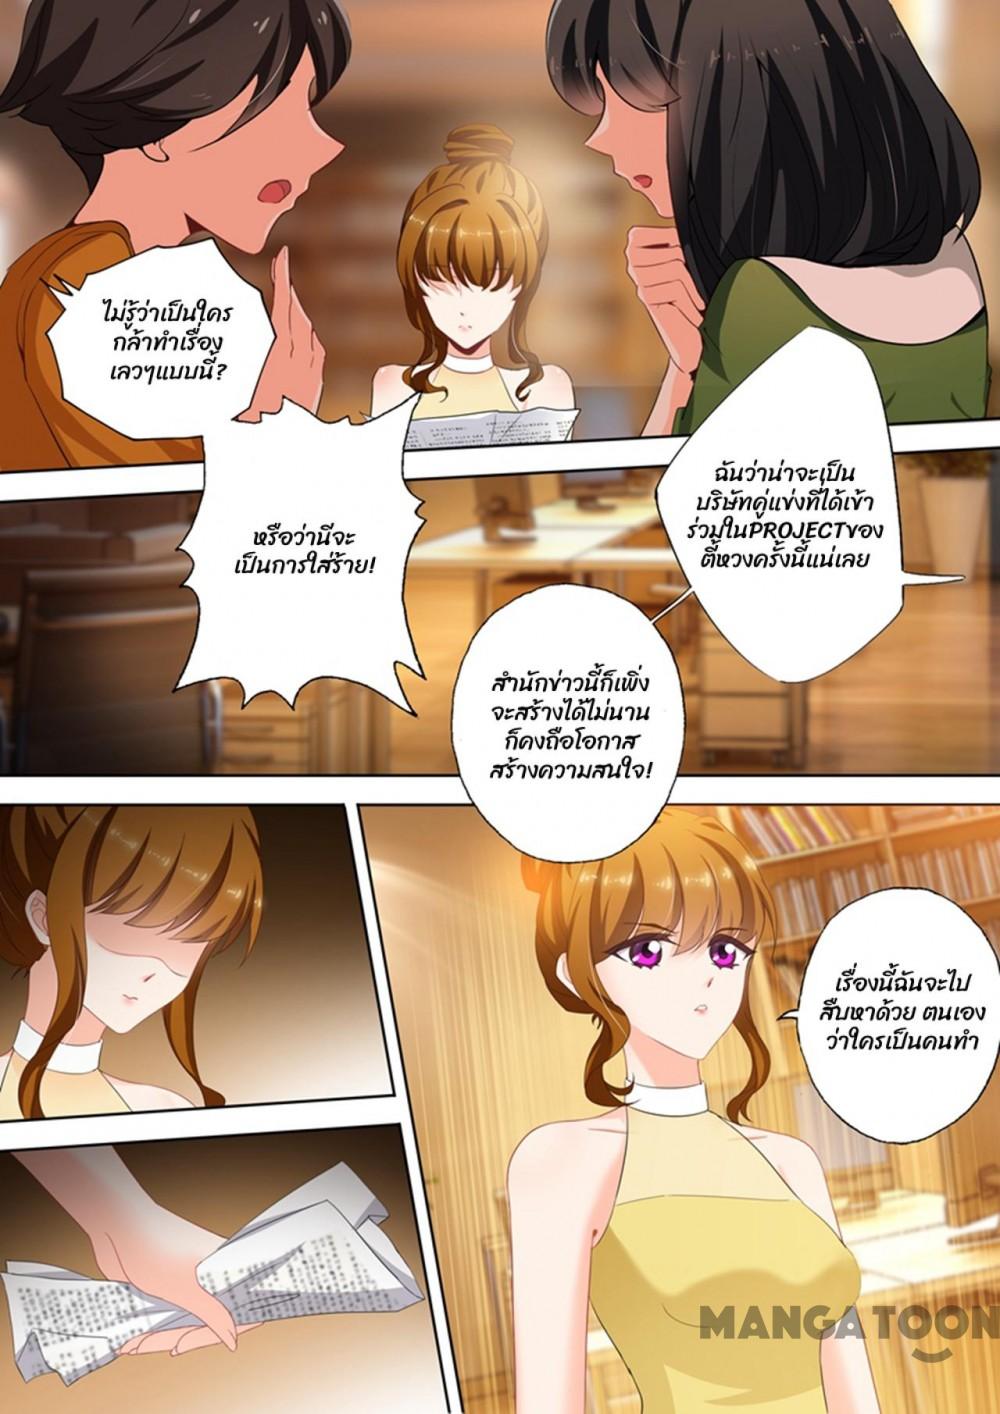 ไม่รู้ว่าเป็นใคร
กล้าทำเรื่อง
เลวๆแบบนี้?
ฉันว่าน่าจะเป็น
บริษัทคู่แข่งที่ได้เข้า
ร่วมในPROJECTของ
ตี้หวงครั้งนี้แน่เลย
หรือว่านี่จะ
เป็นการใส่ร้าย!
สำนักข่าวนี้ก็เพิ่ง
จะสร้างได้ไม่นาน
ก็คงถือโอกาส
สร้างความสนใจ!
เรื่องนี้ฉันจะไป
สืบหาด้วย ตนเอง
ว่าใครเป็นคนทำ
MANGATOON